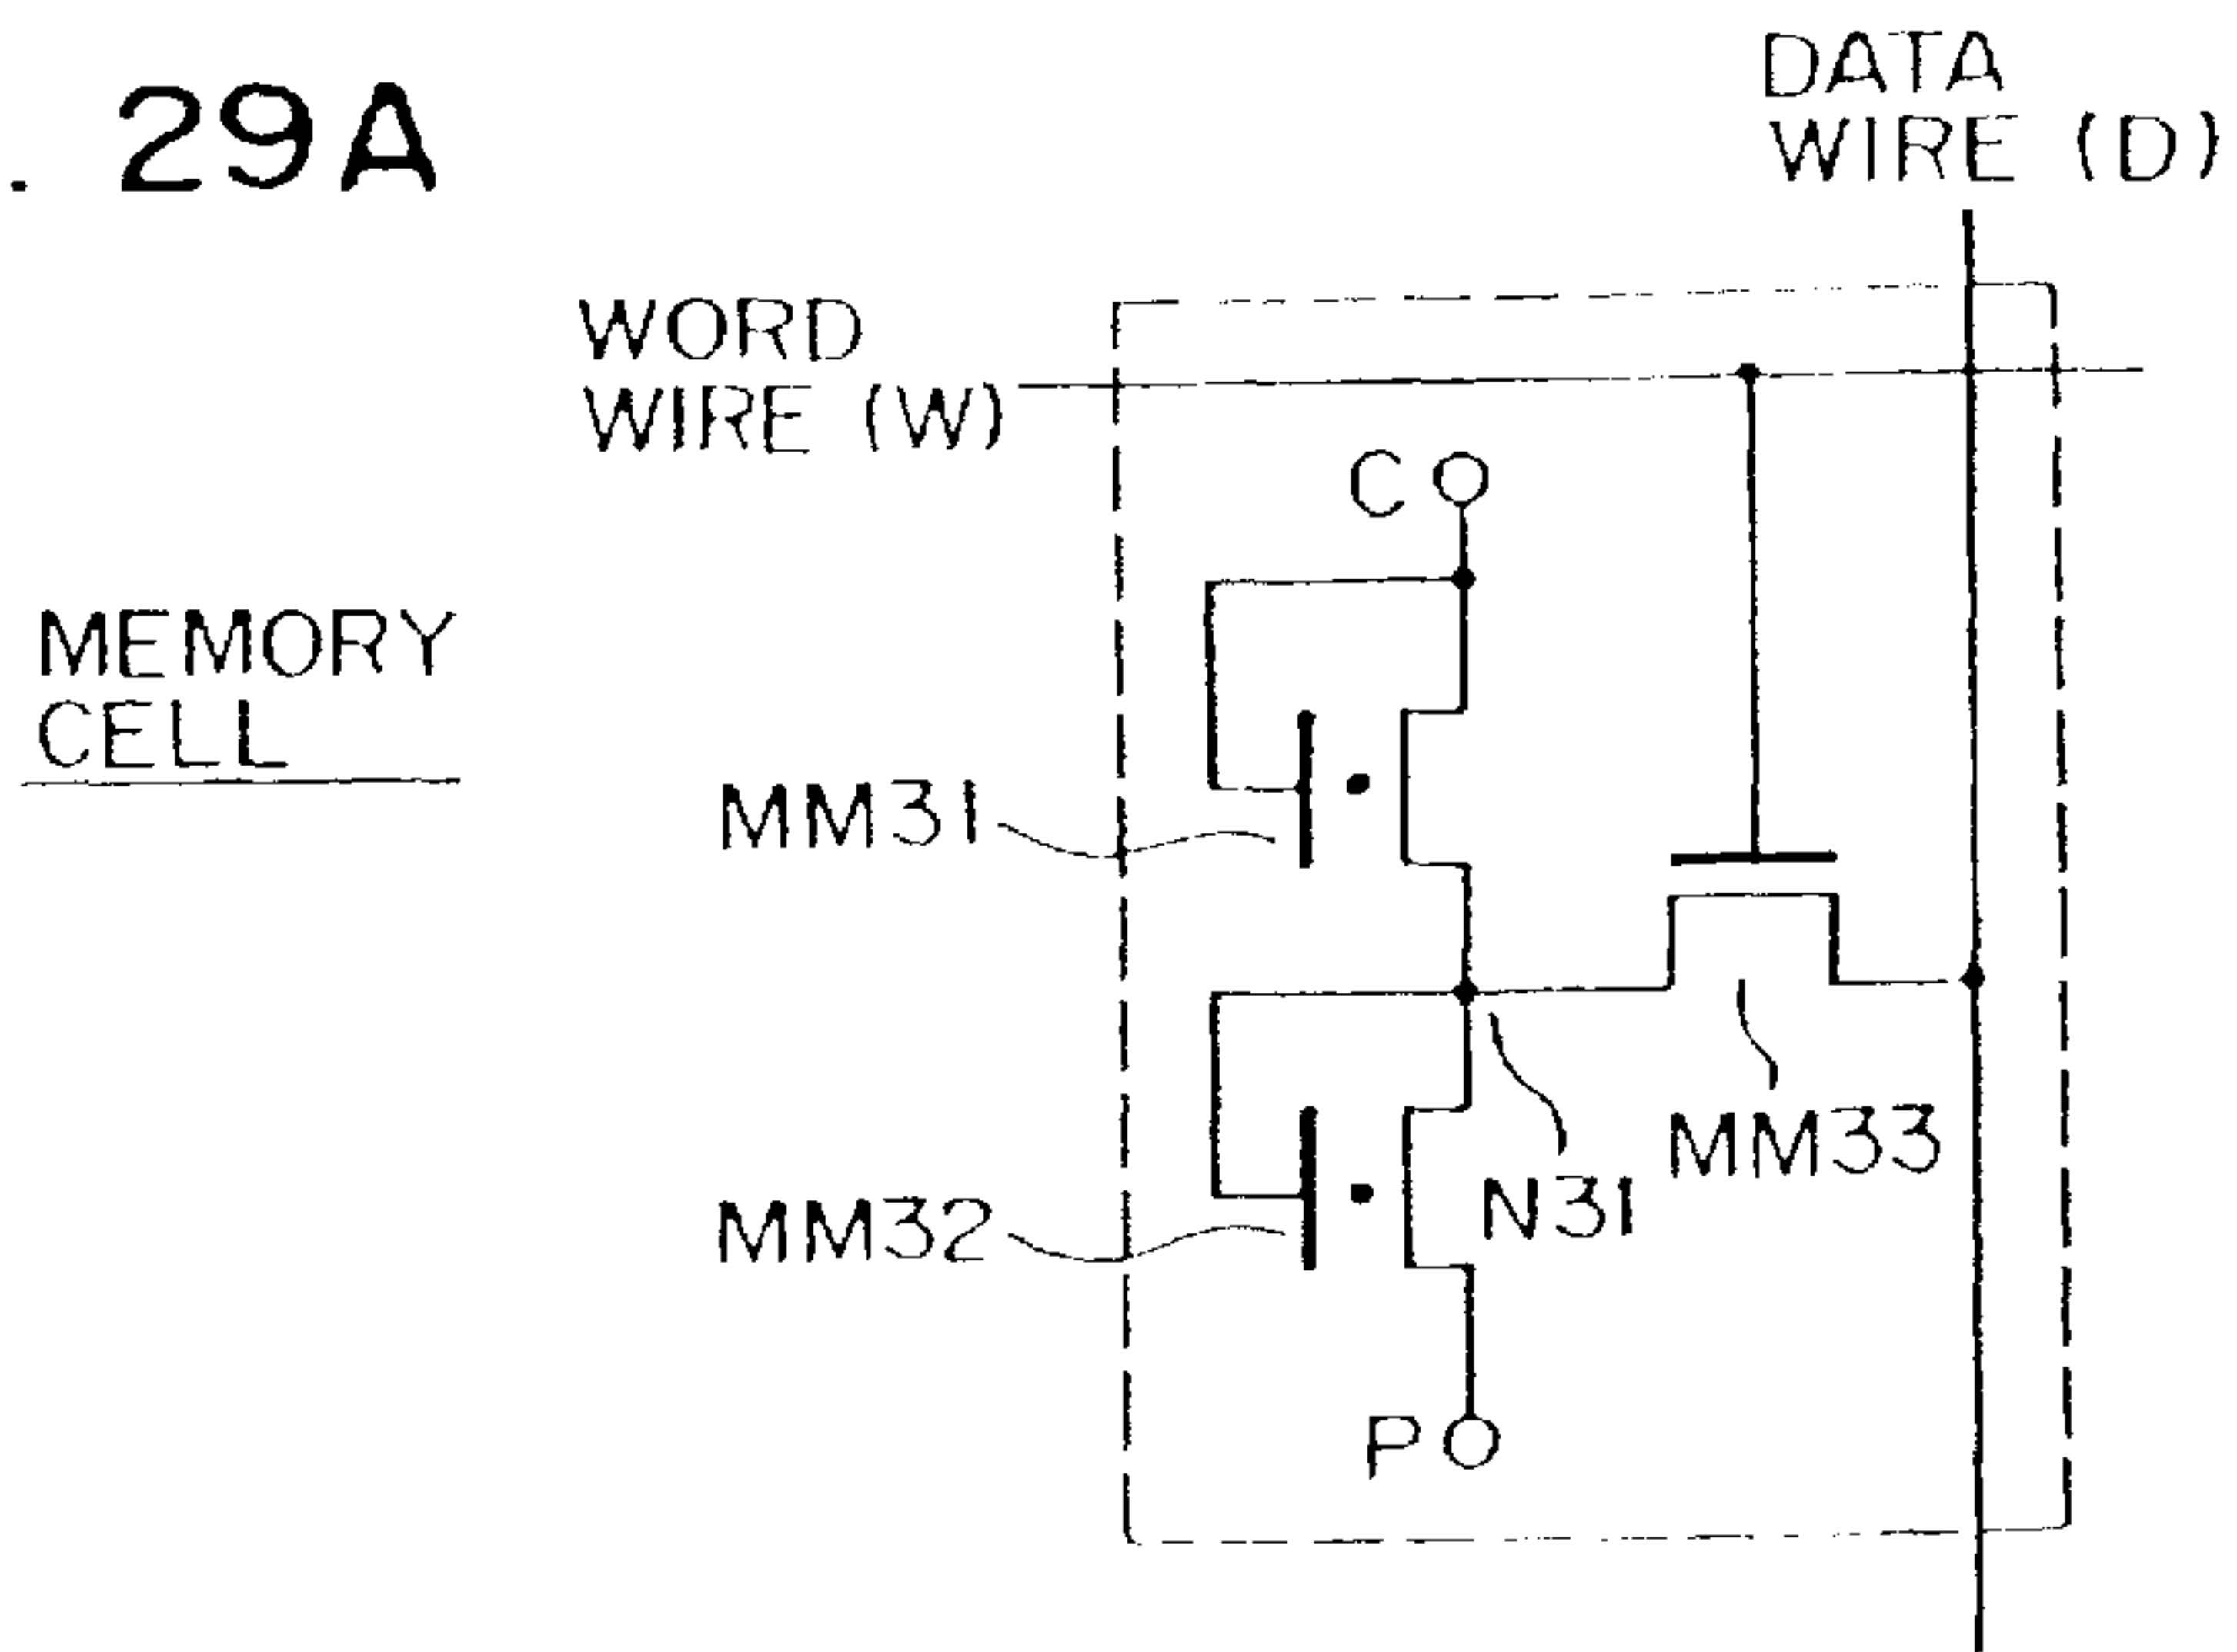 . 29A
DATA
WIRE (D)
WORD
WIRE (W)
C
MEMORY
CELL
MM31
MM33
MM32
N31
P